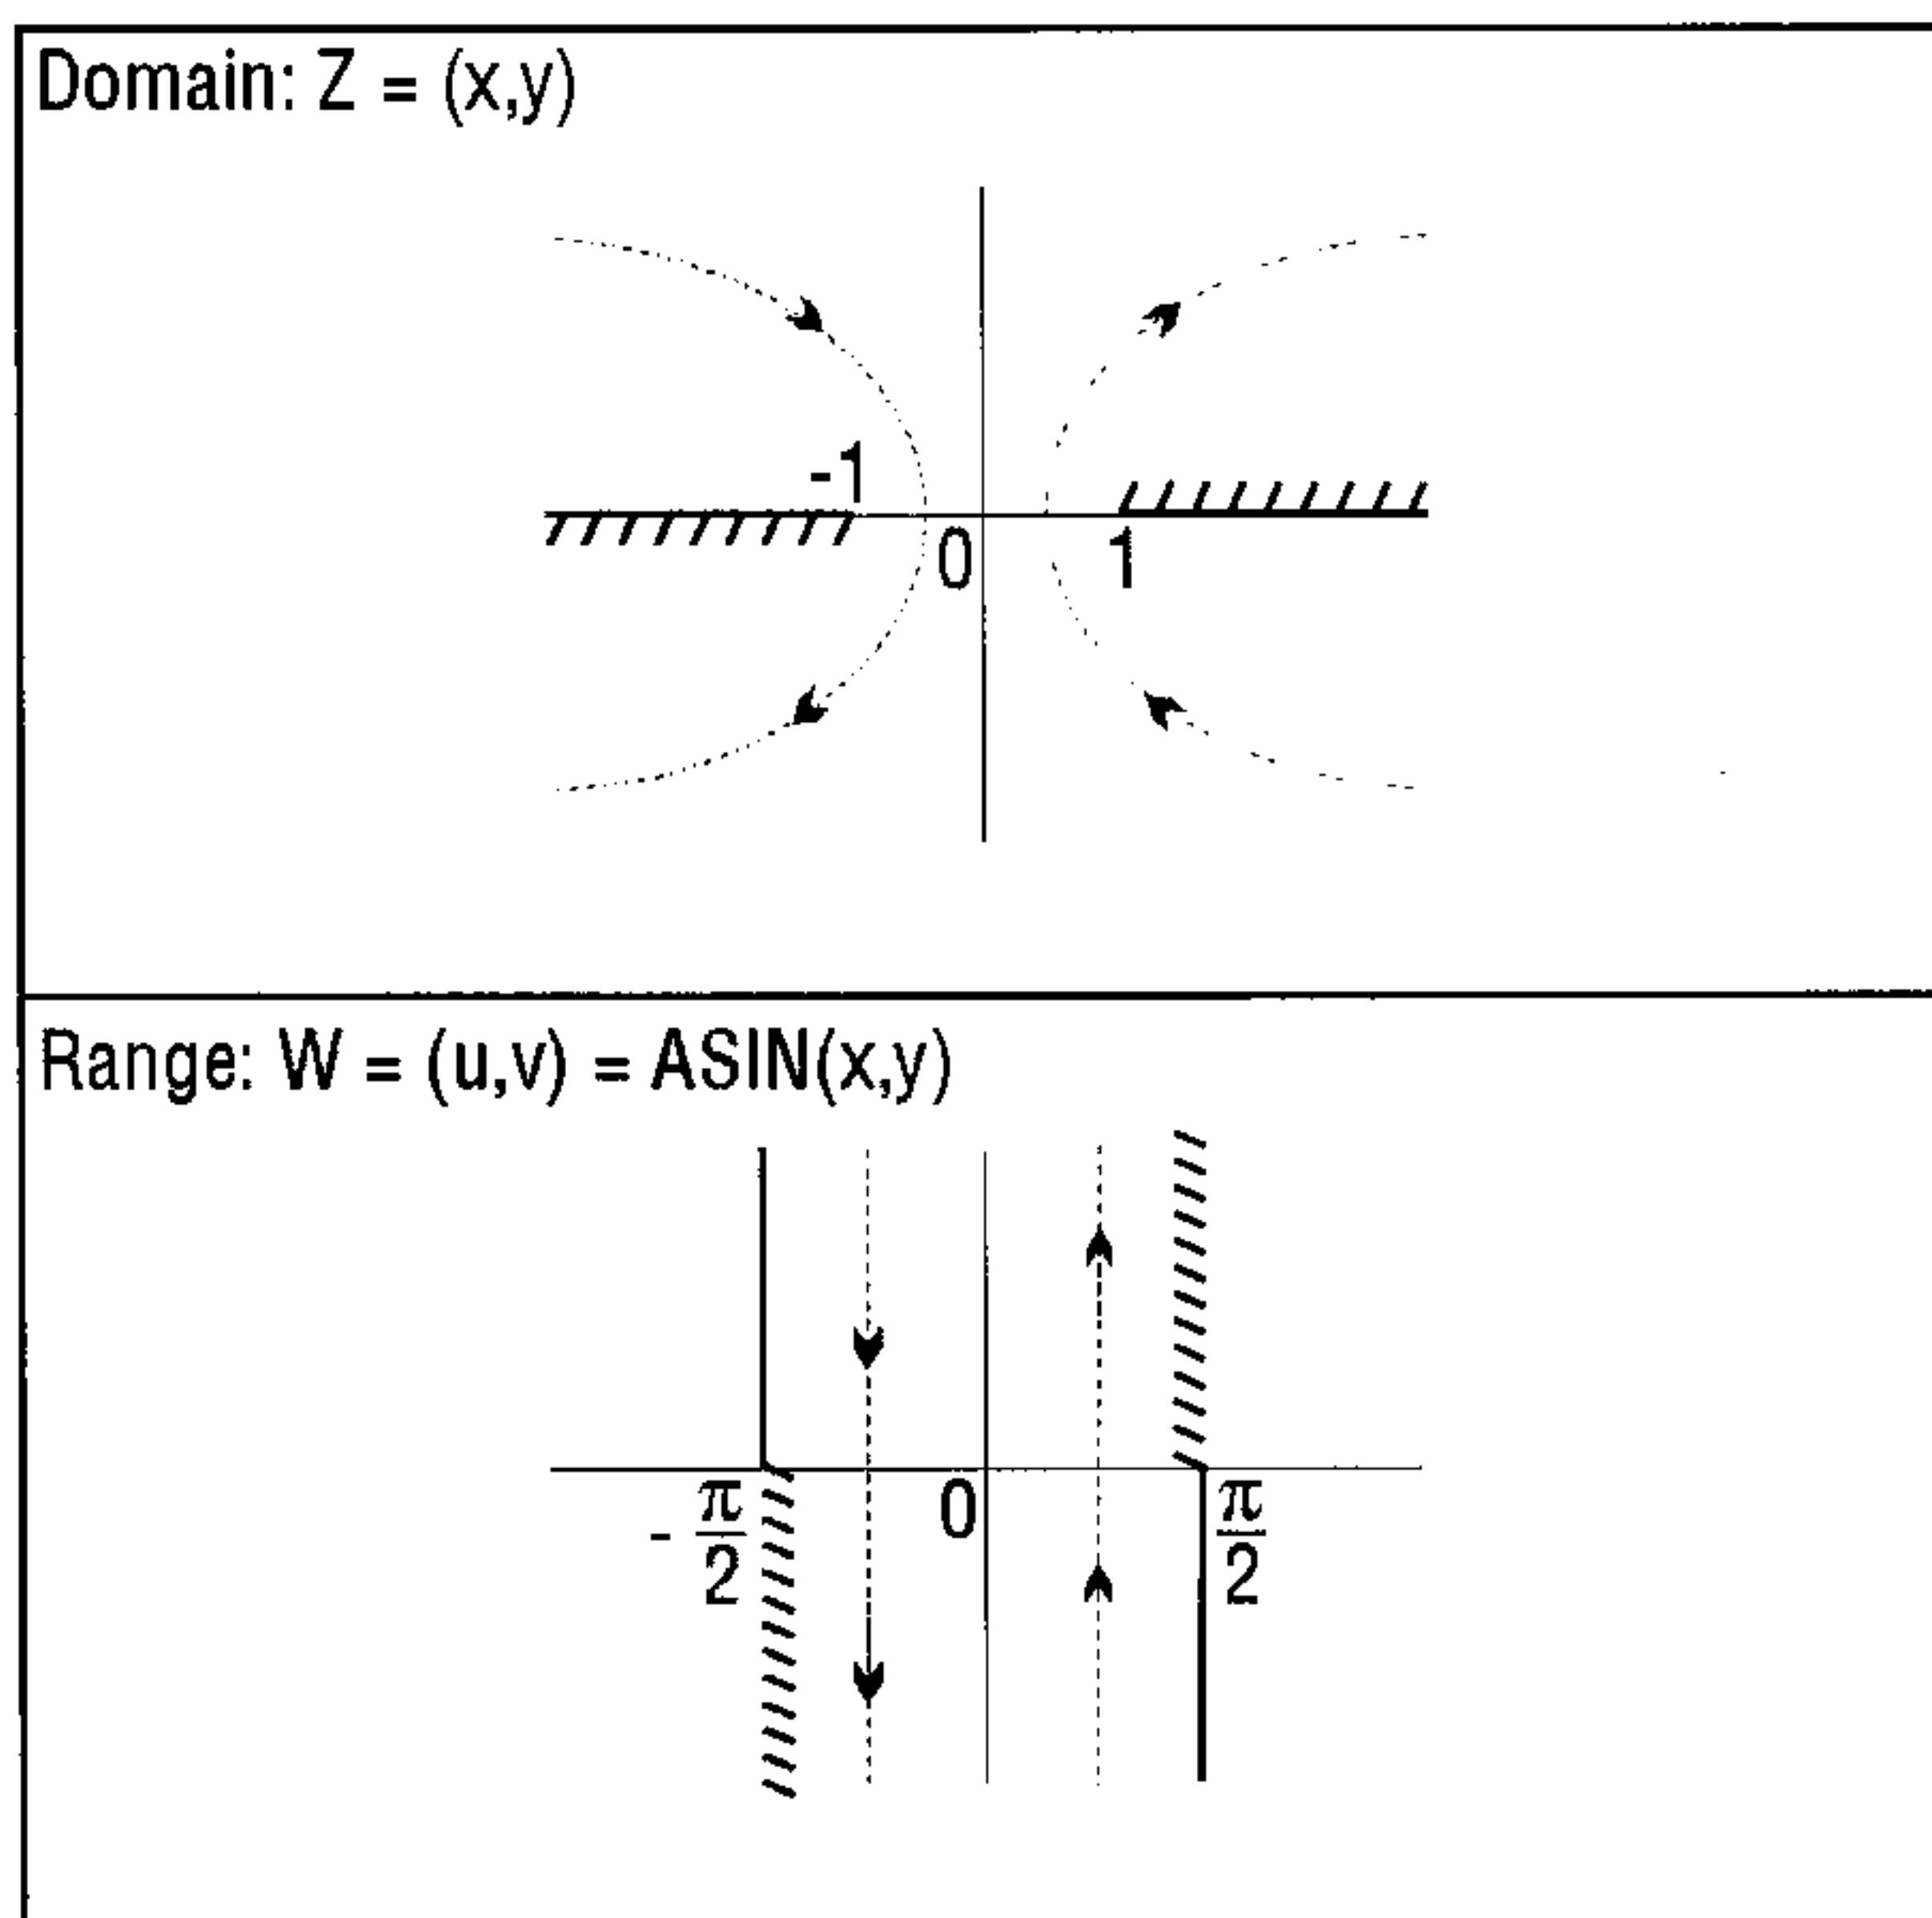 Domain: Z = (x,y)
-1
0
1
Range: W = (u,v) = ASIN(x,y)
- π/2
0
π/2